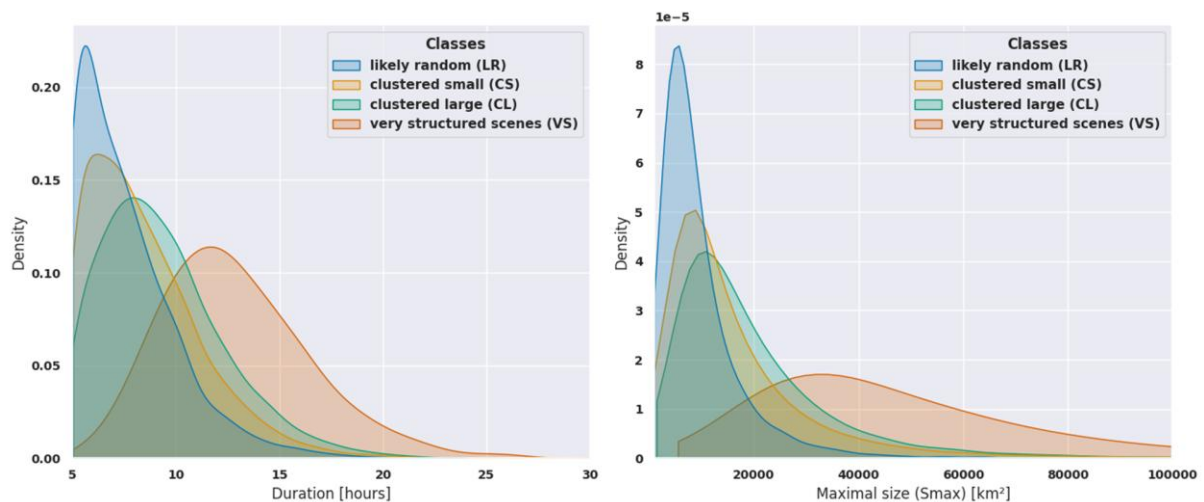 Classes
likely random (LR)
clustered small (CS)
clustered large (CL)
very structured scenes (VS)
0.20
0.15
0.10
0.05
0.00
Density
5 10 15 20 25 30
Duration [hours]
1e−5
Classes
likely random (LR)
clustered small (CS)
clustered large (CL)
very structured scenes (VS)
8
7
6
5
4
3
2
1
0
Density
20000 40000 60000 80000 100000
Maximal size (Smax) [km²]